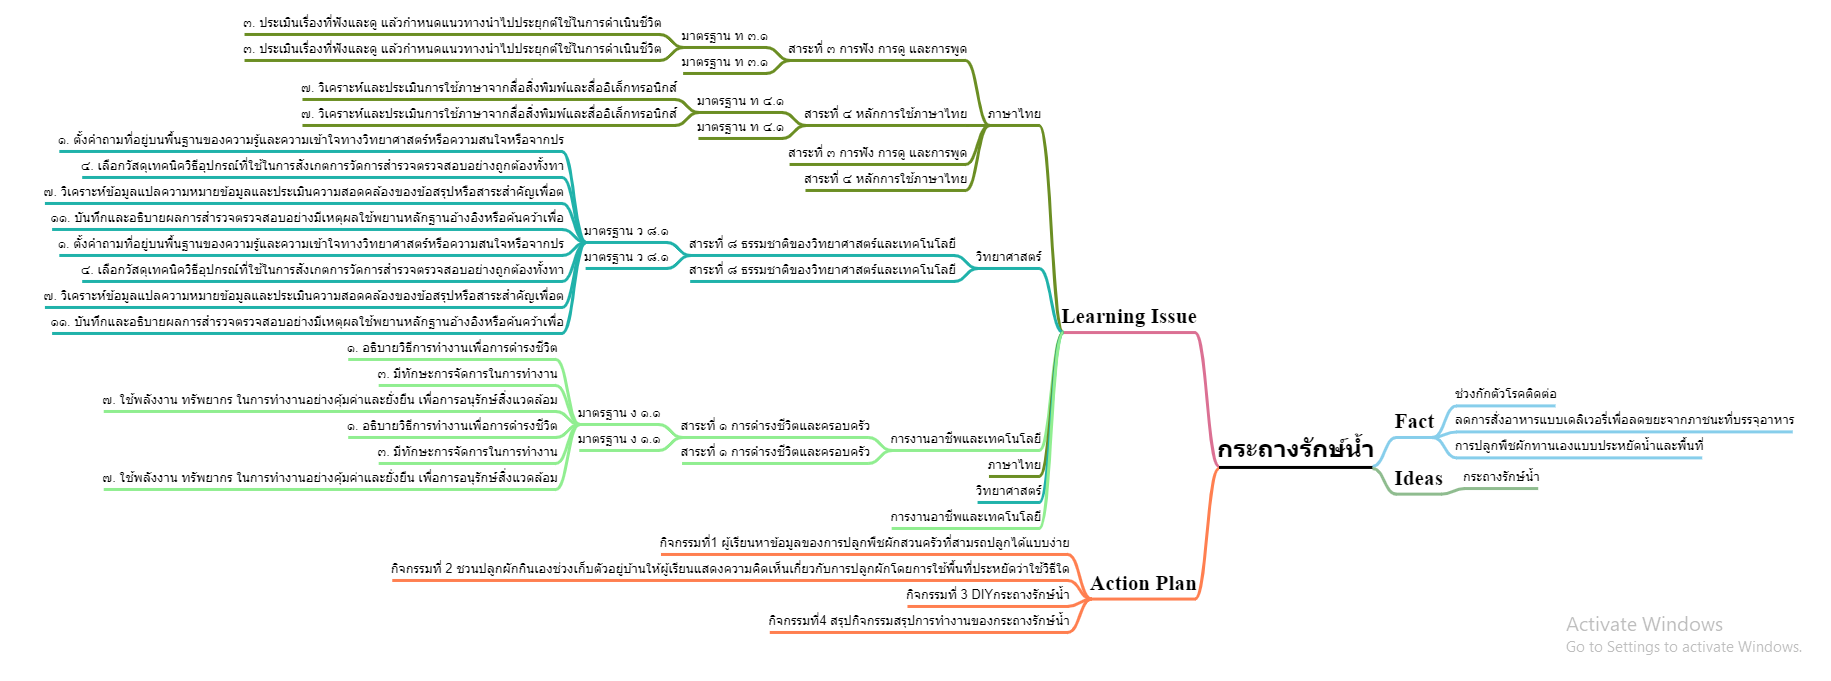 ๓. ประเมินเรื่องที่ฟังและดู แล้วกำหนดแนวทางนำไปประยุกต์ใช้ในการดำเนินชีวิต
๓. ประเมินเรื่องที่ฟังและดู แล้วกำหนดแนวทางนำไปประยุกต์ใช้ในการดำเนินชีวิต
มาตรฐาน ท ๓.๑
มาตรฐาน ท ๓.๑
สาระที่ ๓ การฟัง การดู และการพูด
๗. วิเคราะห์และประเมินการใช้ภาษาจากสื่อสิ่งพิมพ์และสื่ออิเล็กทรอนิกส์
๗. วิเคราะห์และประเมินการใช้ภาษาจากสื่อสิ่งพิมพ์และสื่ออิเล็กทรอนิกส์
มาตรฐาน ท ๔.๑
มาตรฐาน ท ๔.๑
สาระที่ ๔ หลักการใช้ภาษาไทย
สาระที่ ๓ การฟัง การดู และการพูด
สาระที่ ๔ หลักการใช้ภาษาไทย
ภาษาไทย
๑. ตั้งคำถามที่อยู่บนพื้นฐานของความรู้และความเข้าใจทางวิทยาศาสตร์หรือความสนใจหรือจากปร
๔. เลือกวัสดุเทคนิควิธีอุปกรณ์ที่ใช้ในการสังเกตการวัดการสำรวจตรวจสอบอย่างถูกต้องทั้งทา
๗. วิเคราะห์ข้อมูลแปลความหมายข้อมูลและประเมินความสอดคล้องของข้อสรุปหรือสาระสำคัญเพื่อต
๑๑. บันทึกและอธิบายผลการสำรวจตรวจสอบอย่างมีเหตุผลใช้พยานหลักฐานอ้างอิงหรือค้นคว้าเพื่อ
๑. ตั้งคำถามที่อยู่บนพื้นฐานของความรู้และความเข้าใจทางวิทยาศาสตร์หรือความสนใจหรือจากปร
๔. เลือกวัสดุเทคนิควิธีอุปกรณ์ที่ใช้ในการสังเกตการวัดการสำรวจตรวจสอบอย่างถูกต้องทั้งทา
๗. วิเคราะห์ข้อมูลแปลความหมายข้อมูลและประเมินความสอดคล้องของข้อสรุปหรือสาระสำคัญเพื่อต
๑๑. บันทึกและอธิบายผลการสำรวจตรวจสอบอย่างมีเหตุผลใช้พยานหลักฐานอ้างอิงหรือค้นคว้าเพื่อ
มาตรฐาน ว ๘.๑
มาตรฐาน ว ๘.๑
สาระที่ ๘ ธรรมชาติของวิทยาศาสตร์และเทคโนโลยี
สาระที่ ๘ ธรรมชาติของวิทยาศาสตร์และเทคโนโลยี
วิทยาศาสตร์
Learning Issue
๑. อธิบายวิธีการทำงานเพื่อการดำรงชีวิต
๓. มีทักษะการจัดการในการทำงาน
๗. ใช้พลังงาน ทรัพยากร ในการทำงานอย่างคุ้มค่าและยั่งยืน เพื่อการอนุรักษ์สิ่งแวดล้อม
๑. อธิบายวิธีการทำงานเพื่อการดำรงชีวิต
๓. มีทักษะการจัดการในการทำงาน
๗. ใช้พลังงาน ทรัพยากร ในการทำงานอย่างคุ้มค่าและยั่งยืน เพื่อการอนุรักษ์สิ่งแวดล้อม
มาตรฐาน ง ๑.๑
มาตรฐาน ง ๑.๑
สาระที่ ๑ การดำรงชีวิตและครอบครัว
สาระที่ ๑ การดำรงชีวิตและครอบครัว
การงานอาชีพและเทคโนโลยี
ภาษาไทย
วิทยาศาสตร์
การงานอาชีพและเทคโนโลยี
กิจกรรมที่1 ผู้เรียนหาข้อมูลของการปลูกพืชผักสวนครัวที่สามรถปลูกได้แบบง่าย
กิจกรรมที่ 2 ชวนปลูกผักกินเองช่วงเก็บตัวอยู่บ้านให้ผู้เรียนแสดงความคิดเห็นเกี่ยวกับการปลูกผักโดยการใช้พื้นที่ประหยัดว่าใช้วิธีใด
กิจกรรมที่ 3 DIYกระถางรักษ์น้ำ
กิจกรรมที่4 สรุปกิจกรรมสรุปการทำงานของกระถางรักษ์น้ำ
Action Plan
กระถางรักษ์น้ำ
Fact
ช่วงกักตัวโรคติดต่อ
ลดการสั่งอาหารแบบเดลิเวอรี่เพื่อลดขยะจากภาชนะที่บรรจุอาหาร
การปลูกพืชผักทานเองแบบประหยัดน้ำและพื้นที่
Ideas
กระถางรักษ์น้ำ
Activate Windows
Go to Settings to activate Windows.